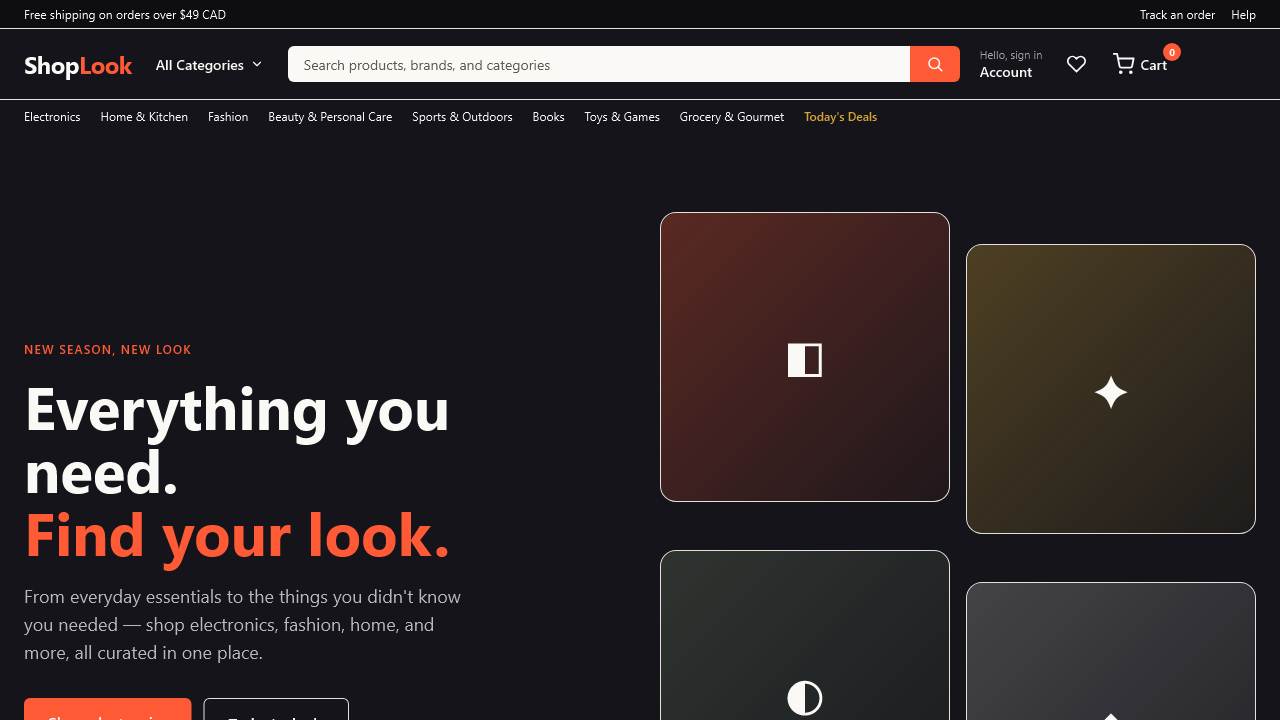 Free shipping on orders over $49 CAD
Track an order
Help
ShopLook
All Categories
Search products, brands, and categories
Hello, sign in
Account
0
Cart
Electronics
Home & Kitchen
Fashion
Beauty & Personal Care
Sports & Outdoors
Books
Toys & Games
Grocery & Gourmet
Today's Deals
NEW SEASON, NEW LOOK
Everything you
need.
Find your look.
From everyday essentials to the things you didn't know
you needed — shop electronics, fashion, home, and
more, all curated in one place.